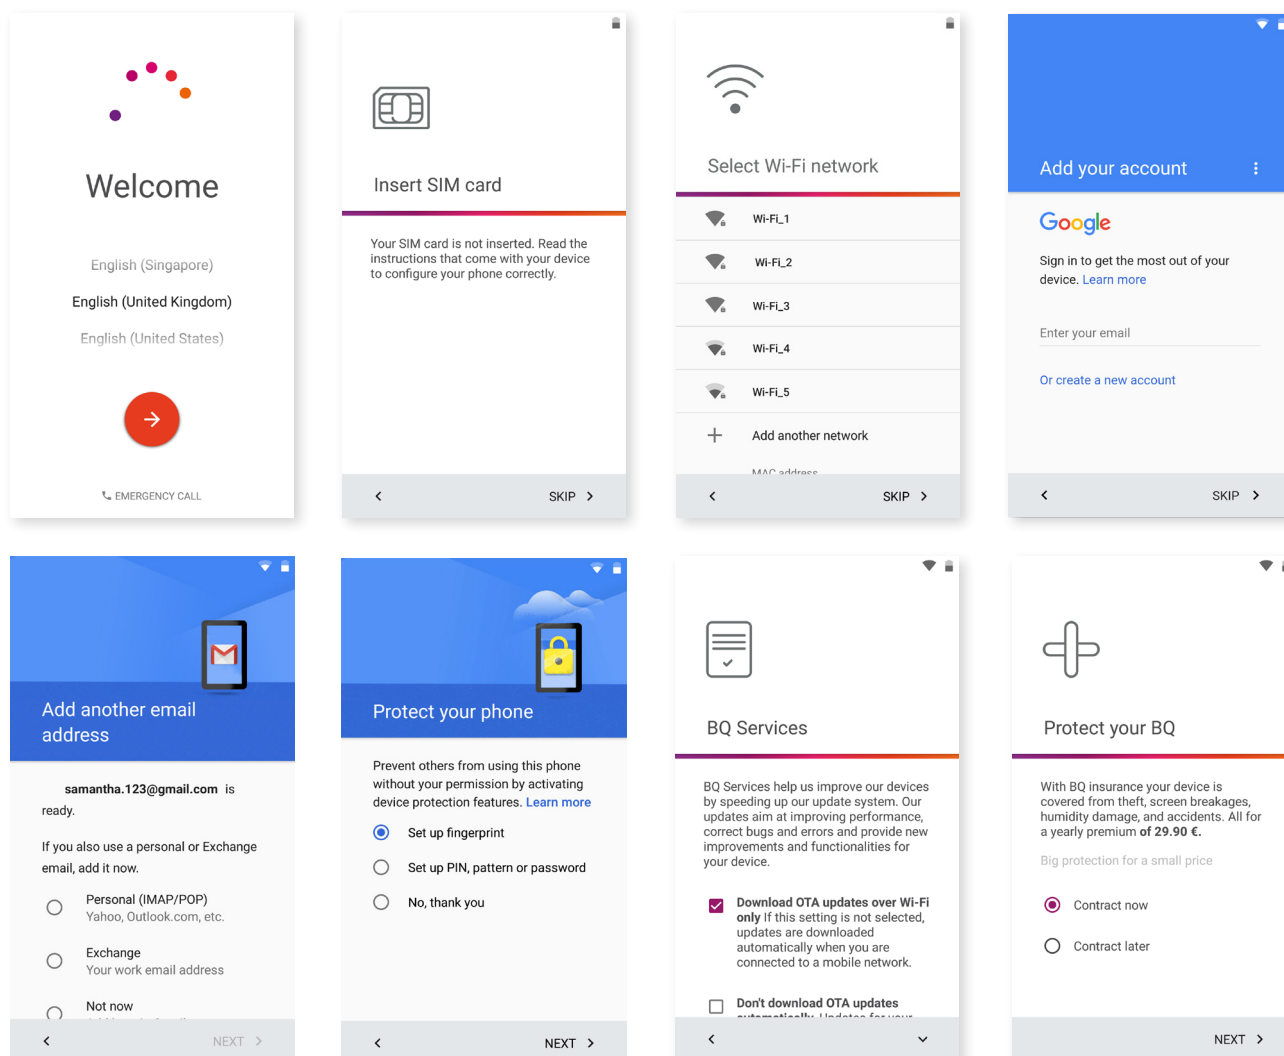 Welcome
English (Singapore)
English (United Kingdom)
English (United States)
EMERGENCY CALL
Insert SIM card
Your SIM card is not inserted. Read the
instructions that come with your device
to configure your phone correctly.
SKIP
Select Wi-Fi network
Wi-Fi_1
Wi-Fi_2
Wi-Fi_3
Wi-Fi_4
Wi-Fi_5
Add another network
MAC address
SKIP
Add your account
Google
Sign in to get the most out of your
device. Learn more
Enter your email
Or create a new account
SKIP
Add another email
address
samantha.123@gmail.com is
ready.
If you also use a personal or Exchange
email, add it now.
Personal (IMAP/POP)
Yahoo, Outlook.com, etc.
Exchange
Your work email address
Not now
NEXT
Protect your phone
Prevent others from using this phone
without your permission by activating
device protection features. Learn more
Set up fingerprint
Set up PIN, pattern or password
No, thank you
NEXT
BQ Services
BQ Services help us improve our devices
by speeding up our update system. Our
updates aim at improving performance,
correct bugs and errors and provide new
improvements and functionalities for
your device.
Download OTA updates over Wi-Fi
only If this setting is not selected,
updates are downloaded
automatically when you are
connected to a mobile network.
Don't download OTA updates
automatically. Updates for your
Protect your BQ
With BQ insurance your device is
covered from theft, screen breakages,
humidity damage, and accidents. All for
a yearly premium of 29.90 €.
Big protection for a small price
Contract now
Contract later
NEXT